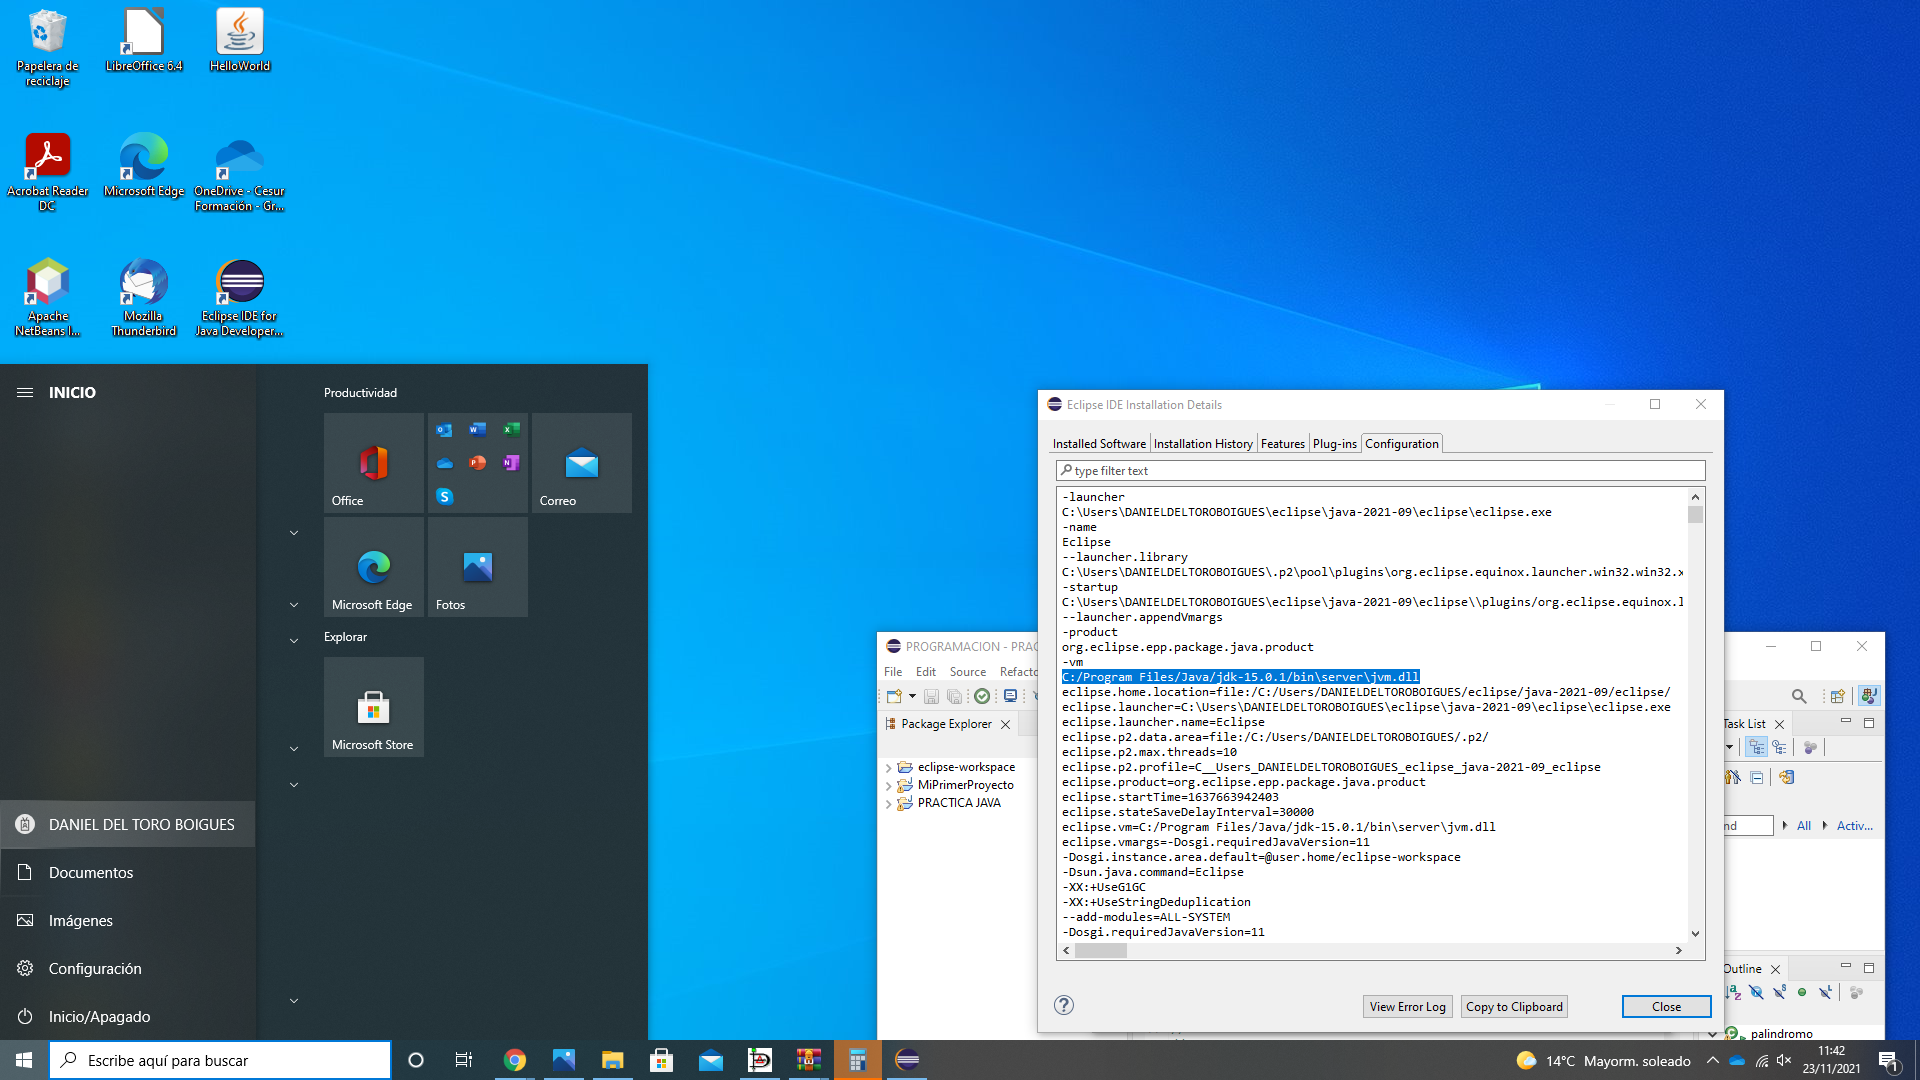 Papelera de
reciclaje
LibreOffice 6.4
HelloWorld
Acrobat Reader
DC
Microsoft Edge
OneDrive - Cesur
Formación - Gr...
Apache
NetBeans I...
Mozilla
Thunderbird
Eclipse IDE for
Java Developer...
INICIO
Productividad
Office
Correo
Microsoft Edge
Fotos
Explorar
Microsoft Store
DANIEL DEL TORO BOIGUES
Documentos
Imágenes
Configuración
Inicio/Apagado
Eclipse IDE Installation Details
Installed Software
Installation History
Features
Plug-ins
Configuration
type filter text
-launcher
C:\Users\DANIELDELTOROBOIGUES\eclipse\java-2021-09\eclipse\eclipse.exe
-name
Eclipse
--launcher.library
C:\Users\DANIELDELTOROBOIGUES\.p2\pool\plugins\org.eclipse.equinox.launcher.win32.win32.x
-startup
C:\Users\DANIELDELTOROBOIGUES\eclipse\java-2021-09\eclipse\\plugins/org.eclipse.equinox.l
--launcher.appendVmargs
-product
org.eclipse.epp.package.java.product
-vm
C:/Program Files/Java/jdk-15.0.1/bin\server\jvm.dll
eclipse.home.location=file:/C:/Users/DANIELDELTOROBOIGUES/eclipse/java-2021-09/eclipse/
eclipse.launcher=C:\Users\DANIELDELTOROBOIGUES\eclipse\java-2021-09\eclipse\eclipse.exe
eclipse.launcher.name=Eclipse
eclipse.p2.data.area=file:/C:/Users/DANIELDELTOROBOIGUES/.p2/
eclipse.p2.max.threads=10
eclipse.p2.profile=C__Users_DANIELDELTOROBOIGUES_eclipse_java-2021-09_eclipse
eclipse.product=org.eclipse.epp.package.java.product
eclipse.startTime=1637663942403
eclipse.stateSaveDelayInterval=30000
eclipse.vm=C:/Program Files/Java/jdk-15.0.1/bin\server\jvm.dll
eclipse.vmargs=-Dosgi.requiredJavaVersion=11
-Dosgi.instance.area.default=@user.home/eclipse-workspace
-Dsun.java.command=Eclipse
-XX:+UseG1GC
-XX:+UseStringDeduplication
--add-modules=ALL-SYSTEM
-Dosgi.requiredJavaVersion=11
View Error Log
Copy to Clipboard
Close
PROGRAMACION - PRAC
File Edit Source Refacto
Package Explorer
eclipse-workspace
MiPrimerProyecto
PRACTICA JAVA
Task List
nd
All
Activ...
Outline
palindromo
Escribe aquí para buscar
14°C Mayorm. soleado
11:42
23/11/2021
1